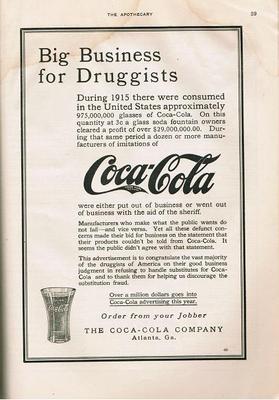 THE APOTHECARY 59
Big Business
for Druggists
During 1915 there were consumed
in the United States approximately
975,000,000 glasses of Coca-Cola. On this
quantity at 3c a glass soda fountain owners
cleared a profit of over $29,000,000.00. Dur-
ing that same period a dozen or more manu-
facturers of imitations of
Coca-Cola
were either put out of business or went out
of business with the aid of the sheriff.
Manufacturers who make what the public wants do
not fail—and vice versa. Yet all these defunct con-
cerns made their bid for business on the statement that
their products couldn't be told from Coca-Cola. It
seems the public didn't agree with that statement.
This advertisement is to congratulate the vast majority
of the druggists of America on their good business
judgment in refusing to handle substitutes for Coca-
Cola and to thank them for helping us discourage the
substitution fraud.
Over a million dollars goes into
Coca-Cola advertising this year.
Order from your Jobber
THE COCA-COLA COMPANY
Atlanta, Ga.